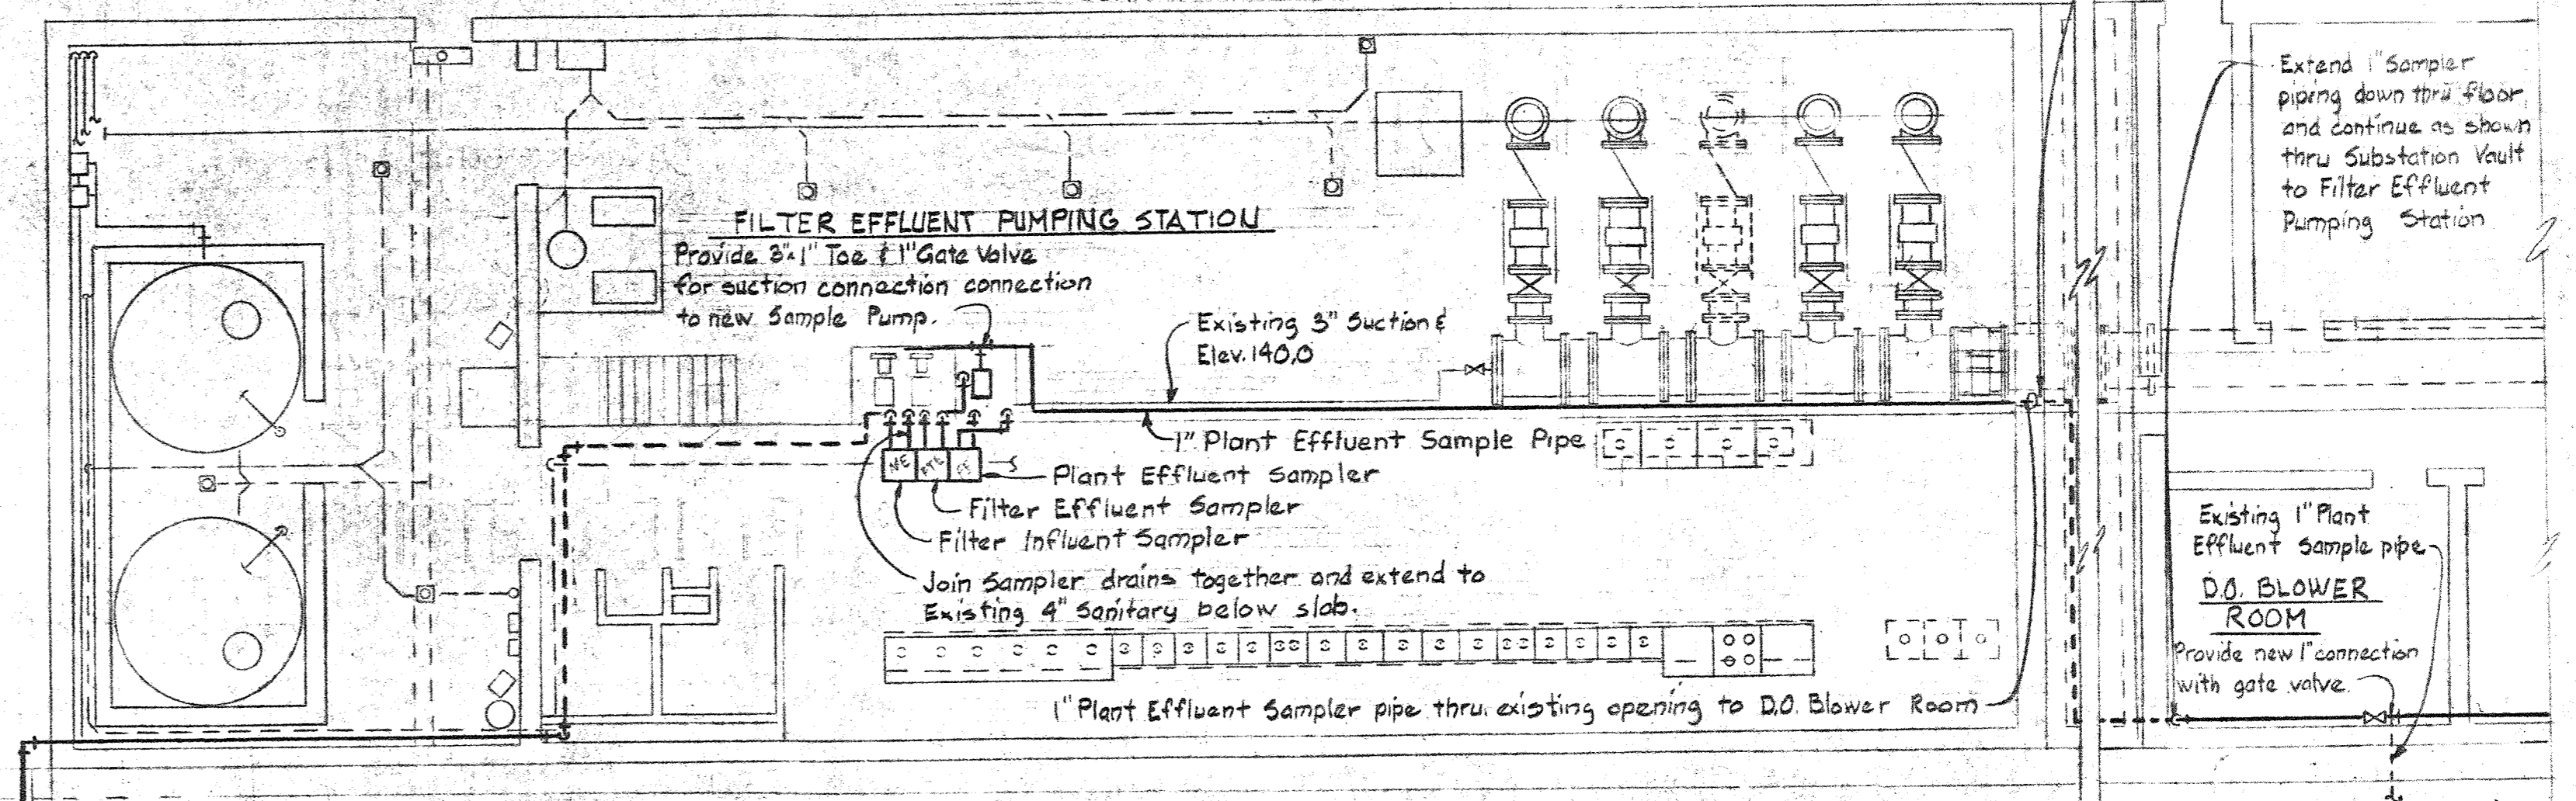 Extend 1" Sampler
piping down thru floor
and continue as shown
thru Substation Vault
to Filter Effluent
Pumping Station
FILTER EFFLUENT PUMPING STATION
Provide 3"x1" Tee & 1" Gate Valve
for suction connection connection
to new Sample Pump.
Existing 3" Suction &
Elev. 140.0
1" Plant Effluent Sample Pipe
Plant Effluent Sampler
Filter Effluent Sampler
Filter Influent Sampler
Join Sampler drains together and extend to
Existing 4" Sanitary below slab.
1" Plant Effluent Sampler pipe thru. existing opening to D.O. Blower Room
Existing 1" Plant
Effluent Sample pipe
D.O. BLOWER
ROOM
Provide new 1" connection
with gate valve.